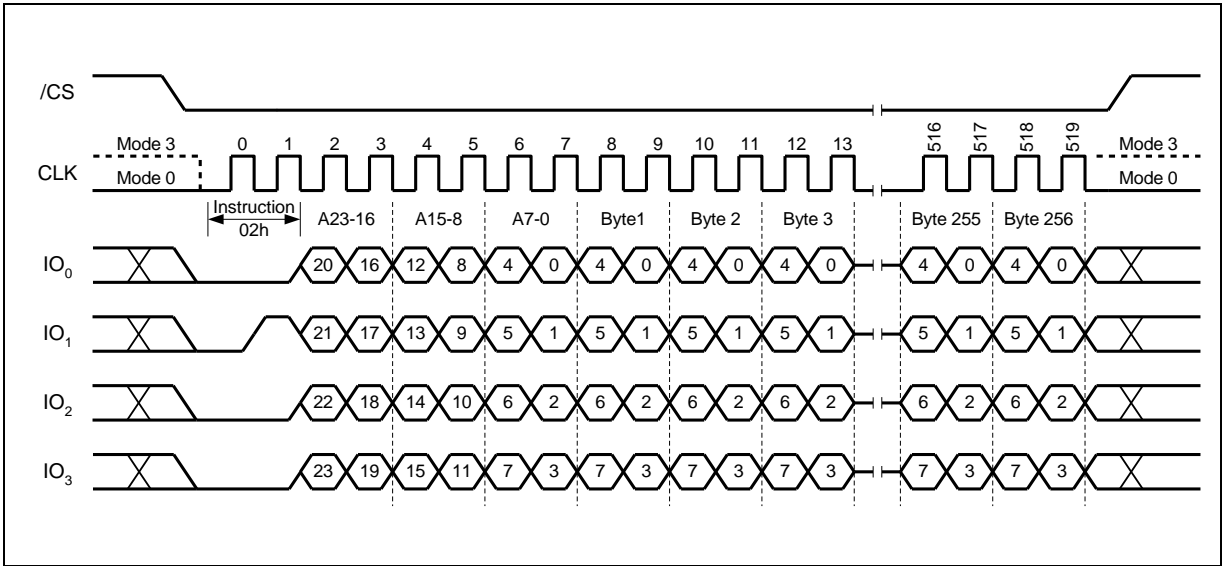 /CS
Mode 3 0 1 2 3 4 5 6 7 8 9 10 11 12 13 516 517 518 519 Mode 3
CLK
Mode 0 Mode 0
Instruction 02h A23-16 A15-8 A7-0 Byte1 Byte 2 Byte 3 Byte 255 Byte 256
IO0 20 16 12 8 4 0 4 0 4 0 4 0 4 0 4 0
IO1 21 17 13 9 5 1 5 1 5 1 5 1 5 1 5 1
IO2 22 18 14 10 6 2 6 2 6 2 6 2 6 2 6 2
IO3 23 19 15 11 7 3 7 3 7 3 7 3 7 3 7 3